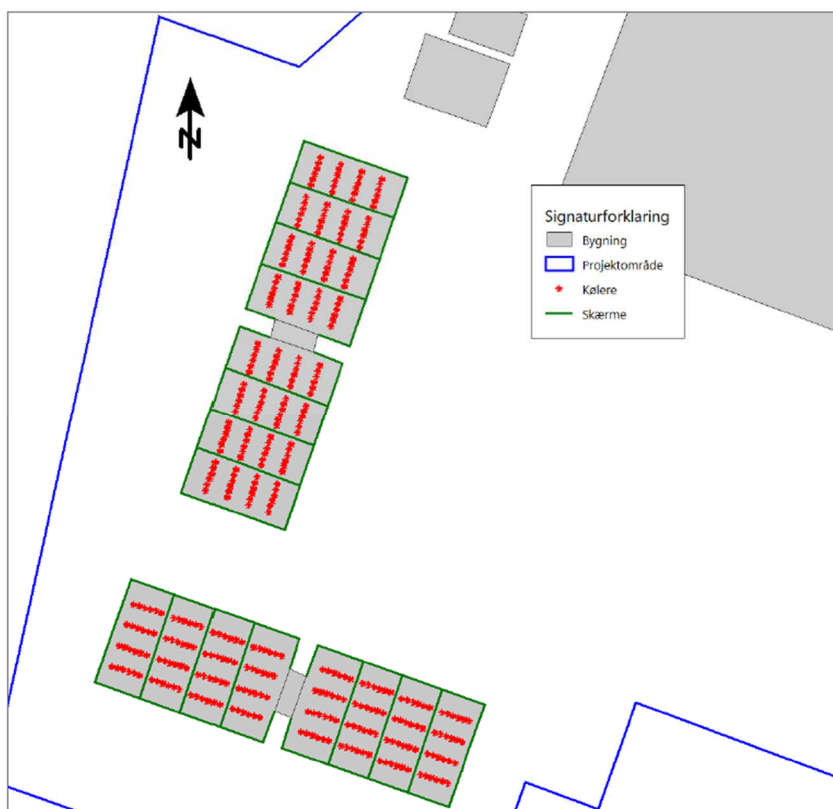 N
Signaturforklaring
Bygning
Projektområde
Kølere
Skærme